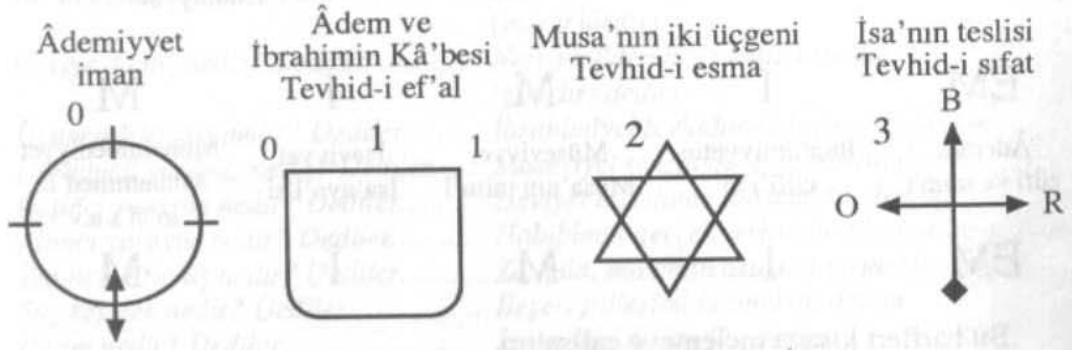 Âdemiyyet
iman
0
Âdem ve
İbrahimin Kâ'besi
Tevhid-i ef'al
0 1 1
Musa'nın iki üçgeni
Tevhid-i esma
2
İsa'nın teslisi
Tevhid-i sıfat
B
3
O R